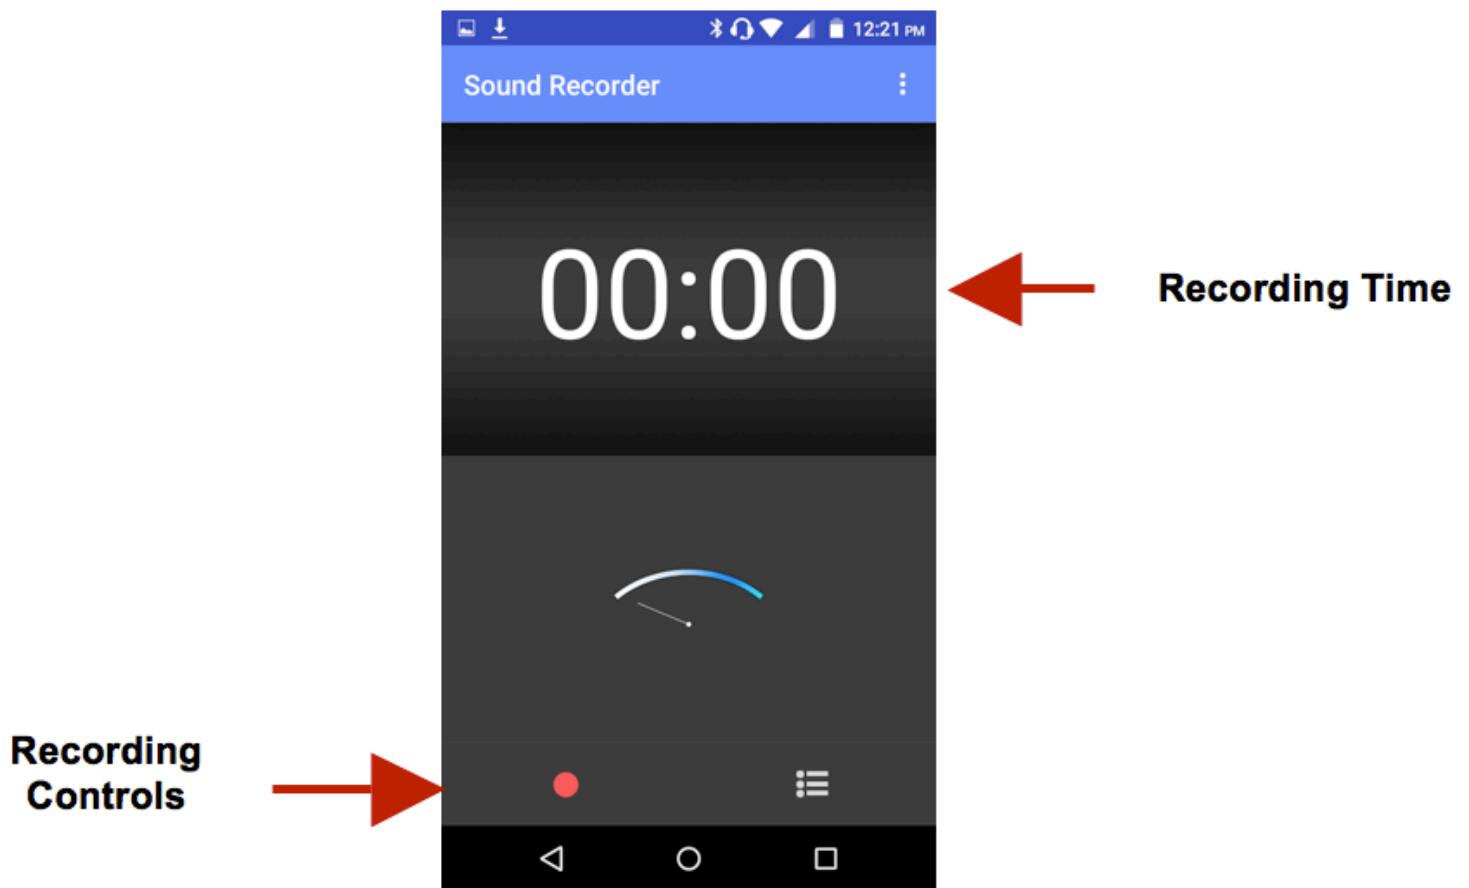 12:21 PM
Sound Recorder
00:00
Recording Time
Recording
Controls